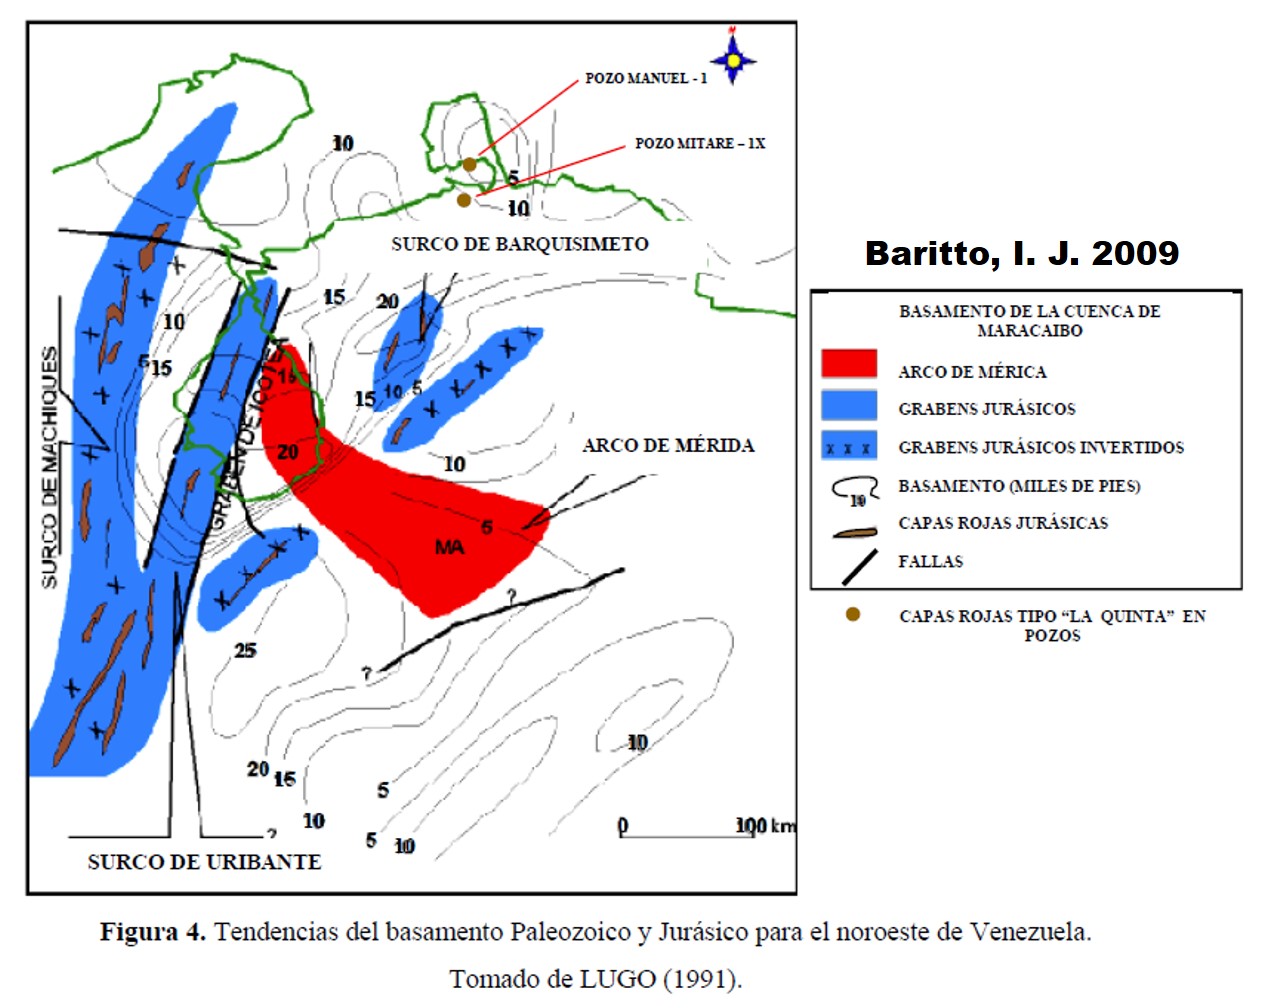 N
POZO MANUEL - 1
POZO MITARE – 1X
10
5
10
SURCO DE BARQUISIMETO
15
20
10
5
15
15
10
5
15
20
10
ARCO DE MÉRIDA
SURCO DE MACHIQUES
GRABEN DE ICOTEA
5
MA
?
?
25
20
15
10
5
5
10
10
0
100 km
?
SURCO DE URIBANTE
Baritto, I. J. 2009
BASAMENTO DE LA CUENCA DE
MARACAIBO
ARCO DE MÉRICA
GRABENS JURÁSICOS
x x x
GRABENS JURÁSICOS INVERTIDOS
10
BASAMENTO (MILES DE PIES)
CAPAS ROJAS JURÁSICAS
FALLAS
CAPAS ROJAS TIPO “LA QUINTA” EN
POZOS
Figura 4. Tendencias del basamento Paleozoico y Jurásico para el noroeste de Venezuela.
Tomado de LUGO (1991).